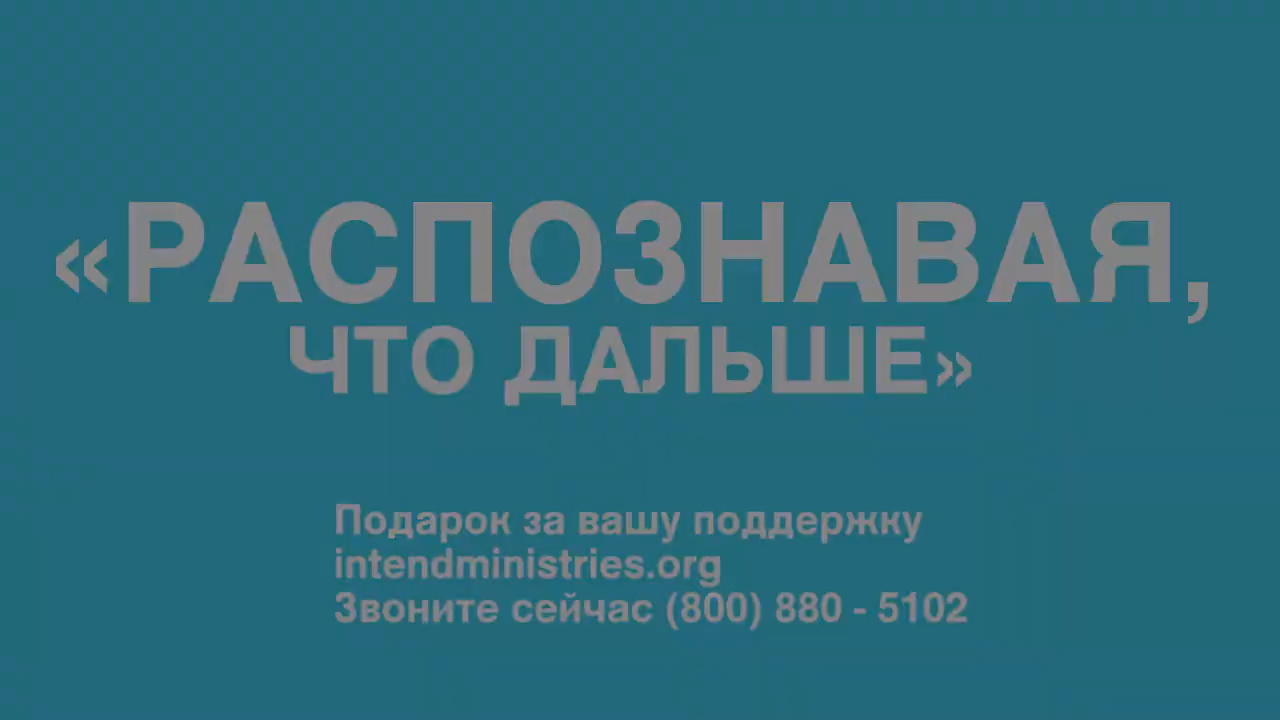 «РАСПОЗНАВАЯ,
ЧТО ДАЛЬШЕ»
Подарок за вашу поддержку
intendministries.org
Звоните сейчас (800) 880 - 5102